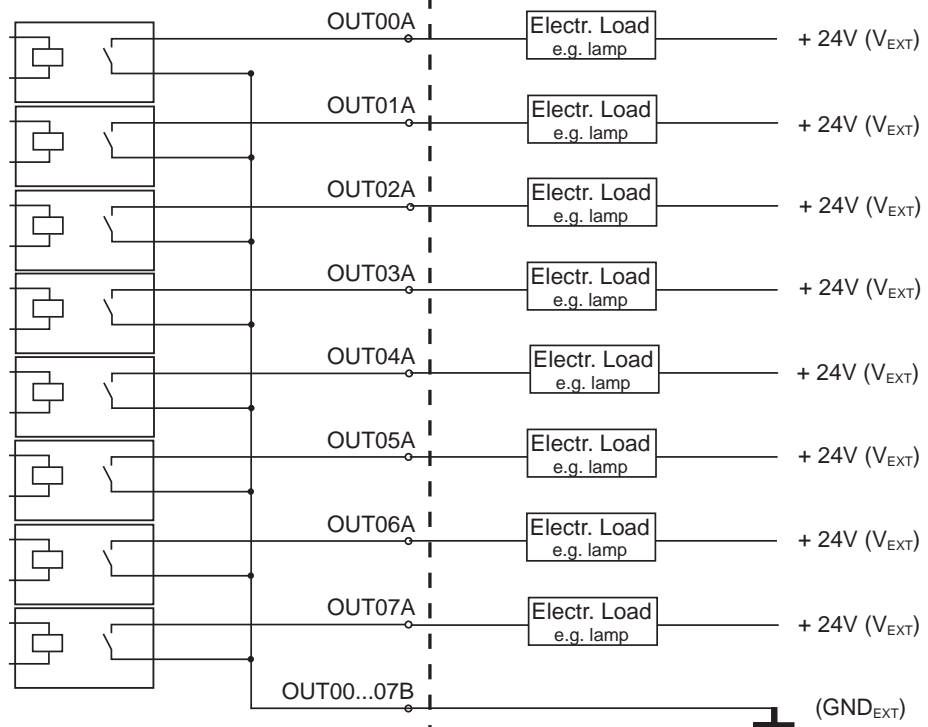 OUT00A
Electr. Load
e.g. lamp
+ 24V (VEXT)
OUT01A
Electr. Load
e.g. lamp
+ 24V (VEXT)
OUT02A
Electr. Load
e.g. lamp
+ 24V (VEXT)
OUT03A
Electr. Load
e.g. lamp
+ 24V (VEXT)
OUT04A
Electr. Load
e.g. lamp
+ 24V (VEXT)
OUT05A
Electr. Load
e.g. lamp
+ 24V (VEXT)
OUT06A
Electr. Load
e.g. lamp
+ 24V (VEXT)
OUT07A
Electr. Load
e.g. lamp
+ 24V (VEXT)
OUT00...07B
(GNDEXT)